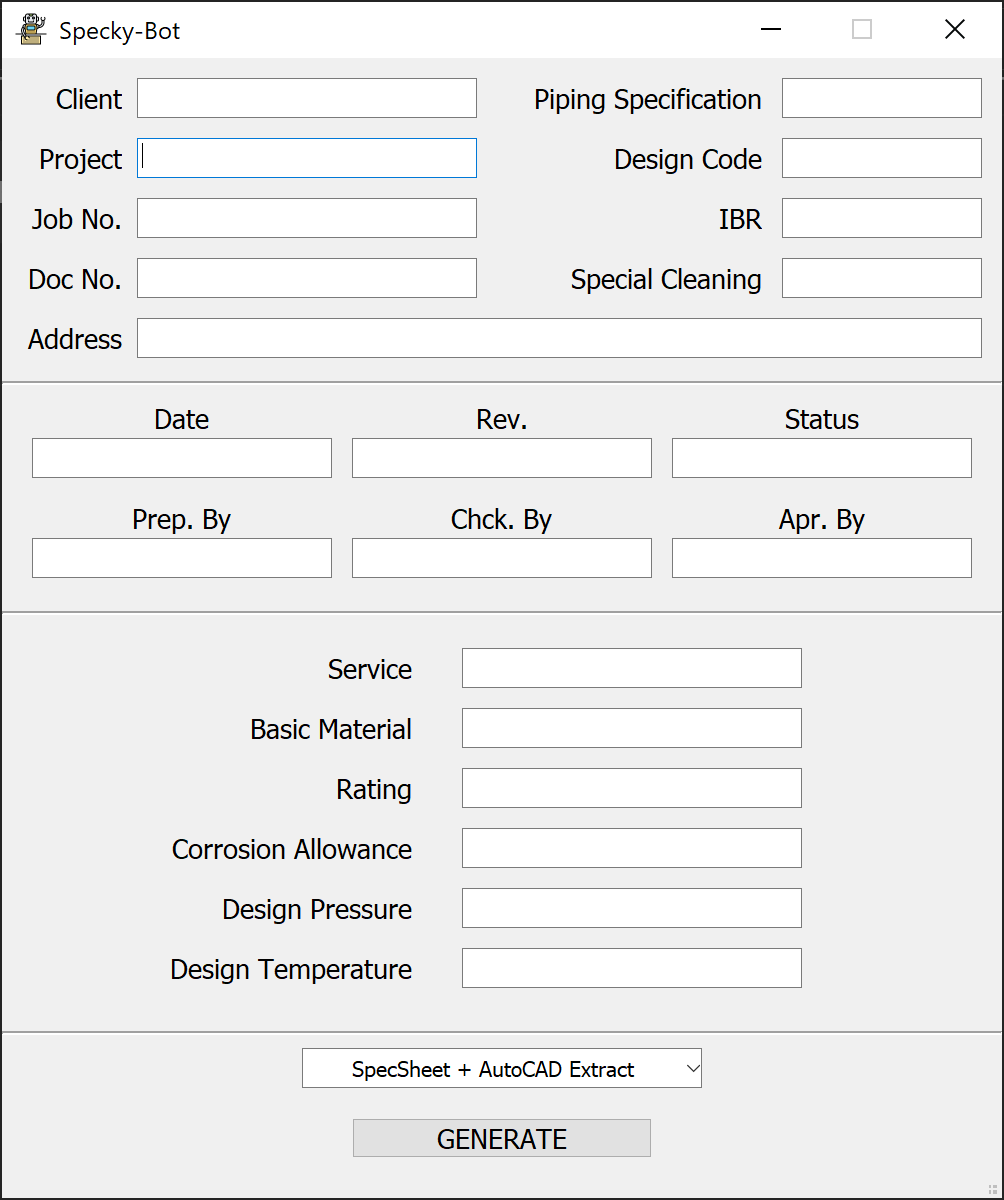 Specky-Bot
Client
Piping Specification
Project
Design Code
Job No.
IBR
Doc No.
Special Cleaning
Address
Date
Rev.
Status
Prep. By
Chck. By
Apr. By
Service
Basic Material
Rating
Corrosion Allowance
Design Pressure
Design Temperature
SpecSheet + AutoCAD Extract
GENERATE